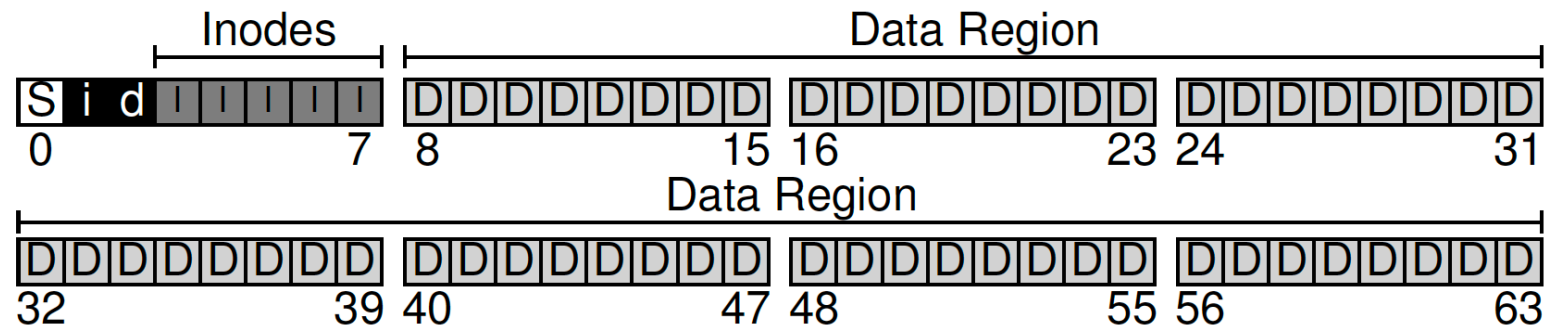 Inodes Data Region
S i d I I I I I D D D D D D D D D D D D D D D D D D D D D D D D
0 7 8 15 16 23 24 31
Data Region
D D D D D D D D D D D D D D D D D D D D D D D D D D D D D D D D
32 39 40 47 48 55 56 63